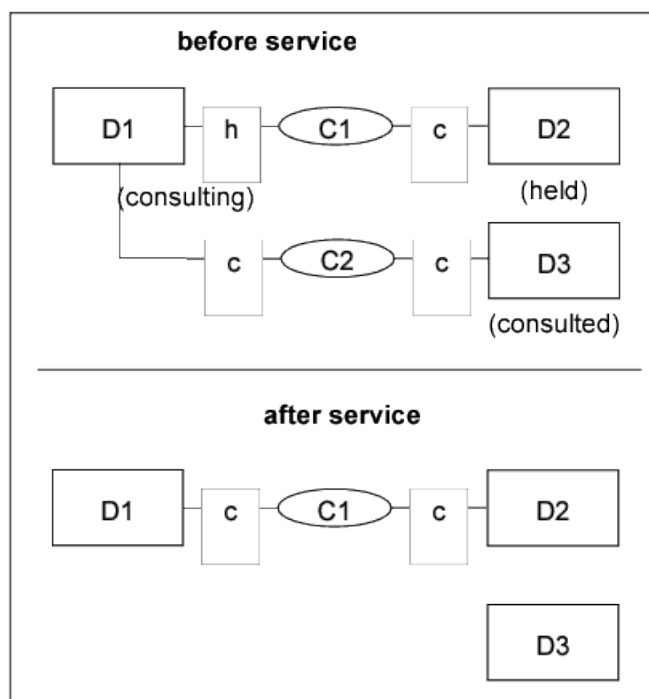 before service
D1 h C1 c D2
(consulting) (held)
c C2 c D3
(consulted)
after service
D1 c C1 c D2
D3